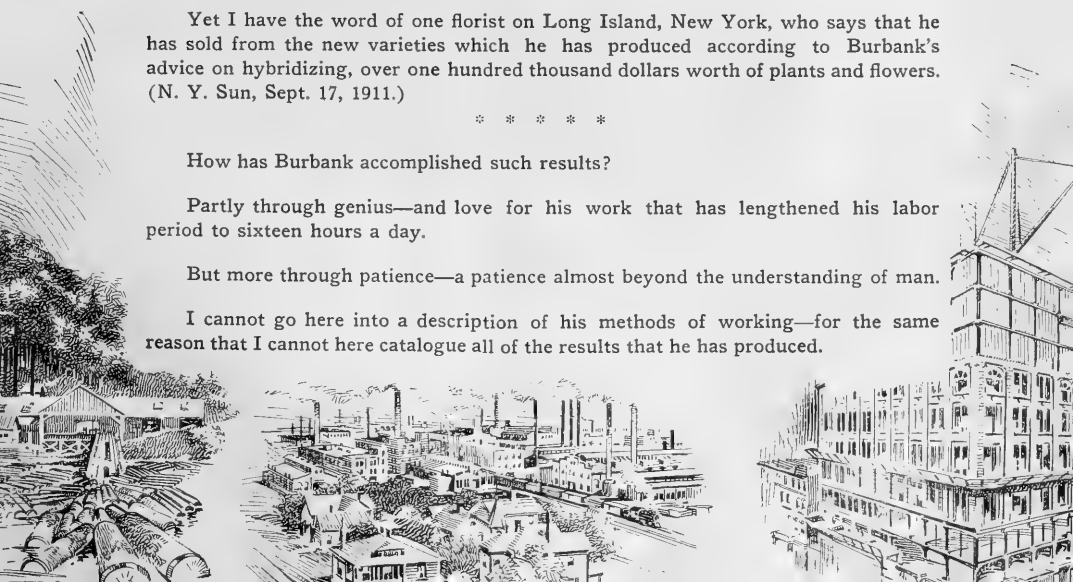 Yet I have the word of one florist on Long Island, New York, who says that he
has sold from the new varieties which he has produced according to Burbank's
advice on hybridizing, over one hundred thousand dollars worth of plants and flowers.
(N. Y. Sun, Sept. 17, 1911.)
* * * * *
How has Burbank accomplished such results?
Partly through genius—and love for his work that has lengthened his labor
period to sixteen hours a day.
But more through patience—a patience almost beyond the understanding of man.
I cannot go here into a description of his methods of working—for the same
reason that I cannot here catalogue all of the results that he has produced.